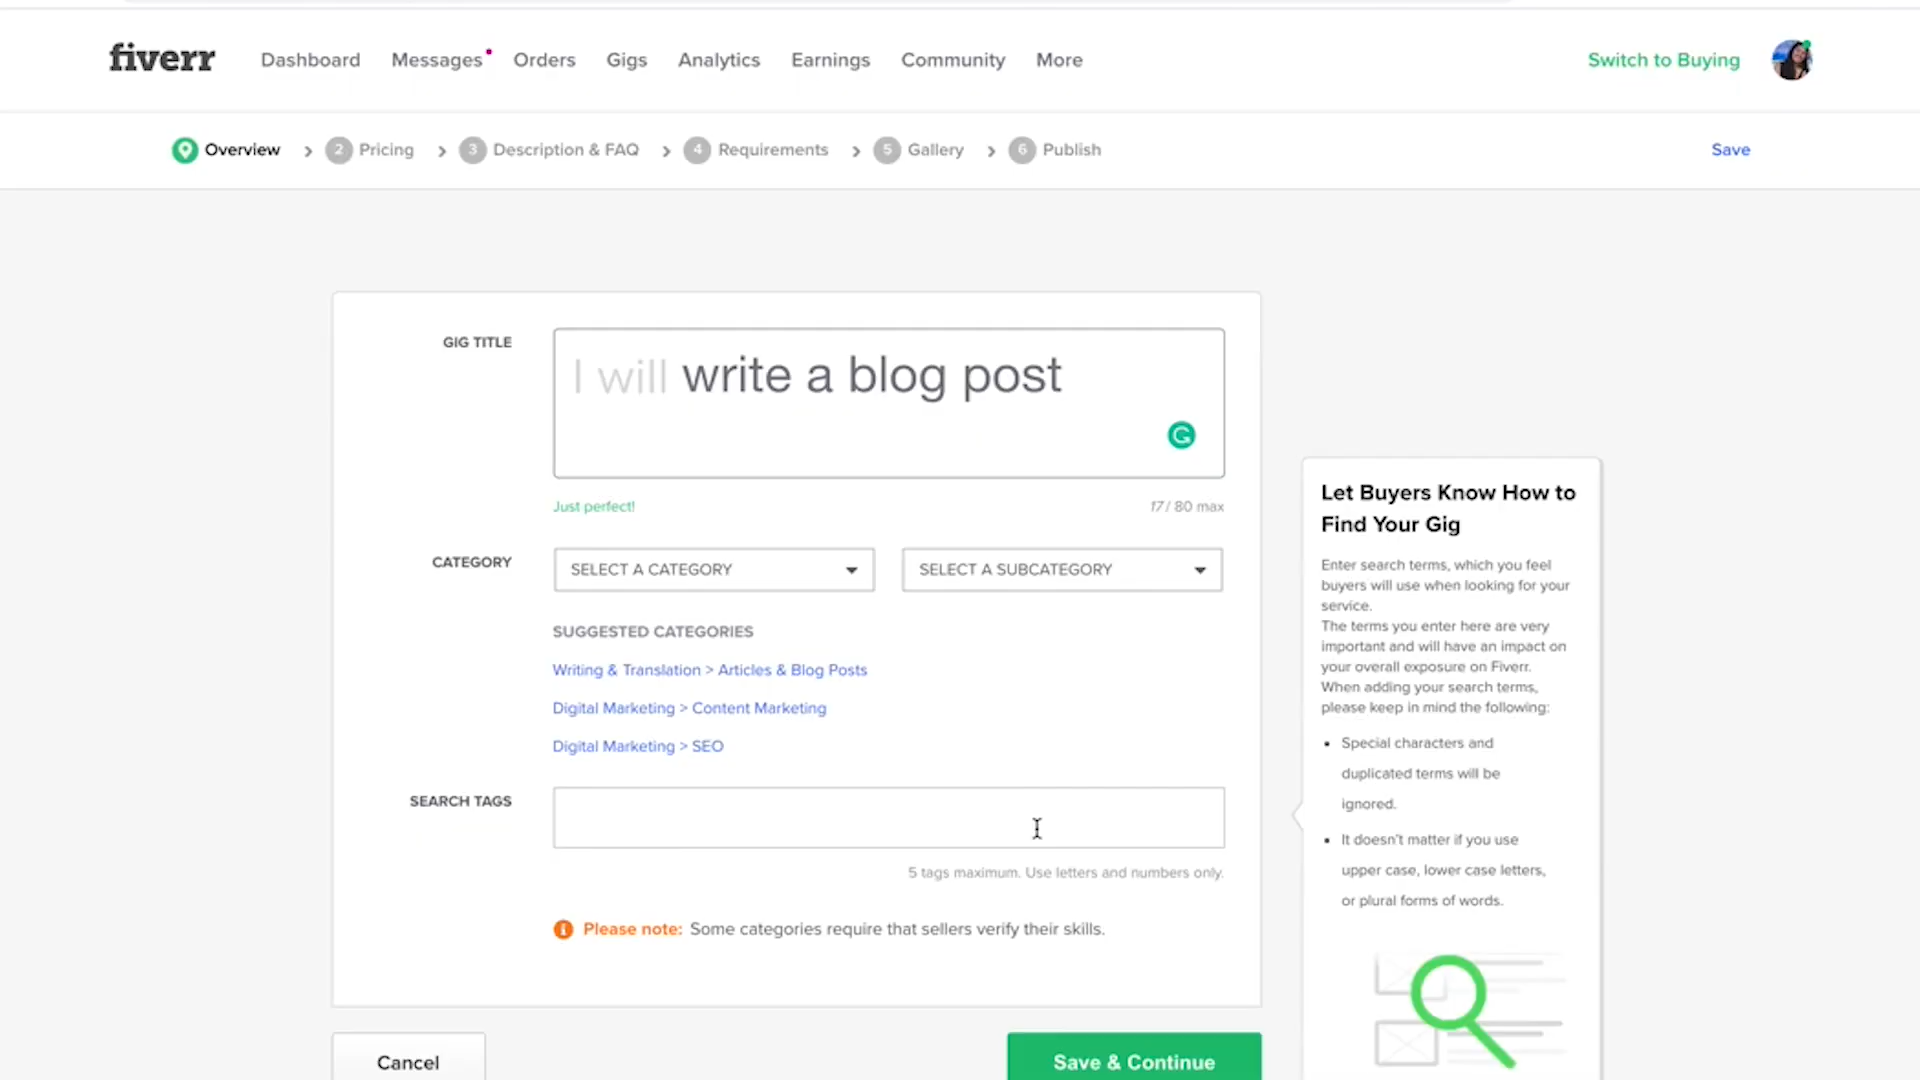 fiverr Dashboard Messages Orders Gigs Analytics Earnings Community More Switch to Buying
Overview 2 Pricing 3 Description & FAQ 4 Requirements 5 Gallery 6 Publish Save
GIG TITLE
I will write a blog post
Just perfect! 17 / 80 max
CATEGORY
SELECT A CATEGORY SELECT A SUBCATEGORY
SUGGESTED CATEGORIES
Writing & Translation > Articles & Blog Posts
Digital Marketing > Content Marketing
Digital Marketing > SEO
SEARCH TAGS
5 tags maximum. Use letters and numbers only.
Please note: Some categories require that sellers verify their skills.
Cancel Save & Continue
Let Buyers Know How to
Find Your Gig
Enter search terms, which you feel
buyers will use when looking for your
service.
The terms you enter here are very
important and will have an impact on
your overall exposure on Fiverr.
When adding your search terms,
please keep in mind the following:
• Special characters and
duplicated terms will be
ignored.
• It doesn't matter if you use
upper case, lower case letters,
or plural forms of words.